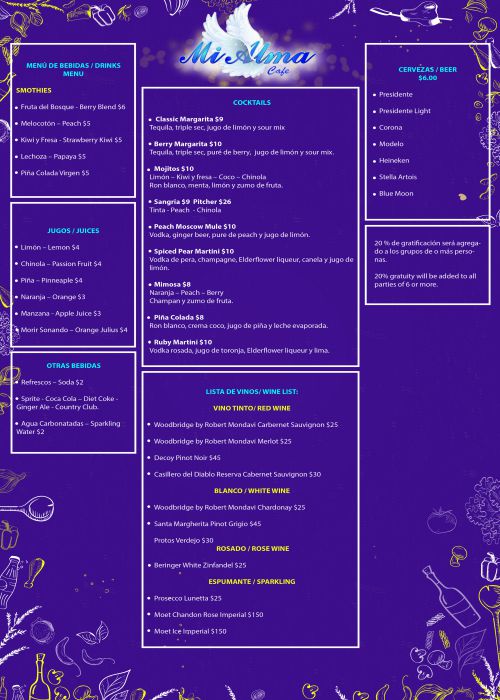 Mi Alma
Cafe
MENÚ DE BEBIDAS / DRINKS
MENU
SMOTHIES
Fruta del Bosque - Berry Blend $6
Melocotón – Peach $5
Kiwi y Fresa - Strawberry Kiwi $5
Lechoza – Papaya $5
Piña Colada Virgen $5
JUGOS / JUICES
Limón – Lemon $4
Chinola – Passion Fruit $4
Piña – Pinneaple $4
Naranja – Orange $3
Manzana - Apple Juice $3
Morir Sonando – Orange Julius $4
OTRAS BEBIDAS
Refrescos – Soda $2
Sprite - Coca Cola – Diet Coke -
Ginger Ale - Country Club.
Agua Carbonatadas – Sparkling
Water $2
COCKTAILS
Classic Margarita $9
Tequila, triple sec, jugo de limón y sour mix
Berry Margarita $10
Tequila, triple sec, puré de berry, jugo de limón y sour mix.
Mojitos $10
Limón – Kiwi y fresa – Coco – Chinola
Ron blanco, menta, limón y zumo de fruta.
Sangria $9 Pitcher $26
Tinta - Peach - Chinola
Peach Moscow Mule $10
Vodka, ginger beer, pure de peach y jugo de limón.
Spiced Pear Martini $10
Vodka de pera, champagne, Elderflower liqueur, canela y jugo de
limón.
Mimosa $8
Naranja – Peach – Berry
Champan y zumo de fruta.
Piña Colada $8
Ron blanco, crema coco, jugo de piña y leche evaporada.
Ruby Martini $10
Vodka rosada, jugo de toronja, Elderflower liqueur y lima.
LISTA DE VINOS/ WINE LIST:
VINO TINTO/ RED WINE
Woodbridge by Robert Mondavi Carbernet Sauvignon $25
Woodbridge by Robert Mondavi Merlot $25
Decoy Pinot Noir $45
Casillero del Diablo Reserva Cabernet Sauvignon $30
BLANCO / WHITE WINE
Woodbridge by Robert Mondavi Chardonay $25
Santa Margherita Pinot Grigio $45
Protos Verdejo $30
ROSADO / ROSE WINE
Beringer White Zinfandel $25
ESPUMANTE / SPARKLING
Prosecco Lunetta $25
Moet Chandon Rose Imperial $150
Moet Ice Imperial $150
CERVEZAS / BEER
$6.00
Presidente
Presidente Light
Corona
Modelo
Heineken
Stella Artois
Blue Moon
20 % de gratificación será agrega-
do a los grupos de o más perso-
nas.
20% gratuity will be added to all
parties of 6 or more.